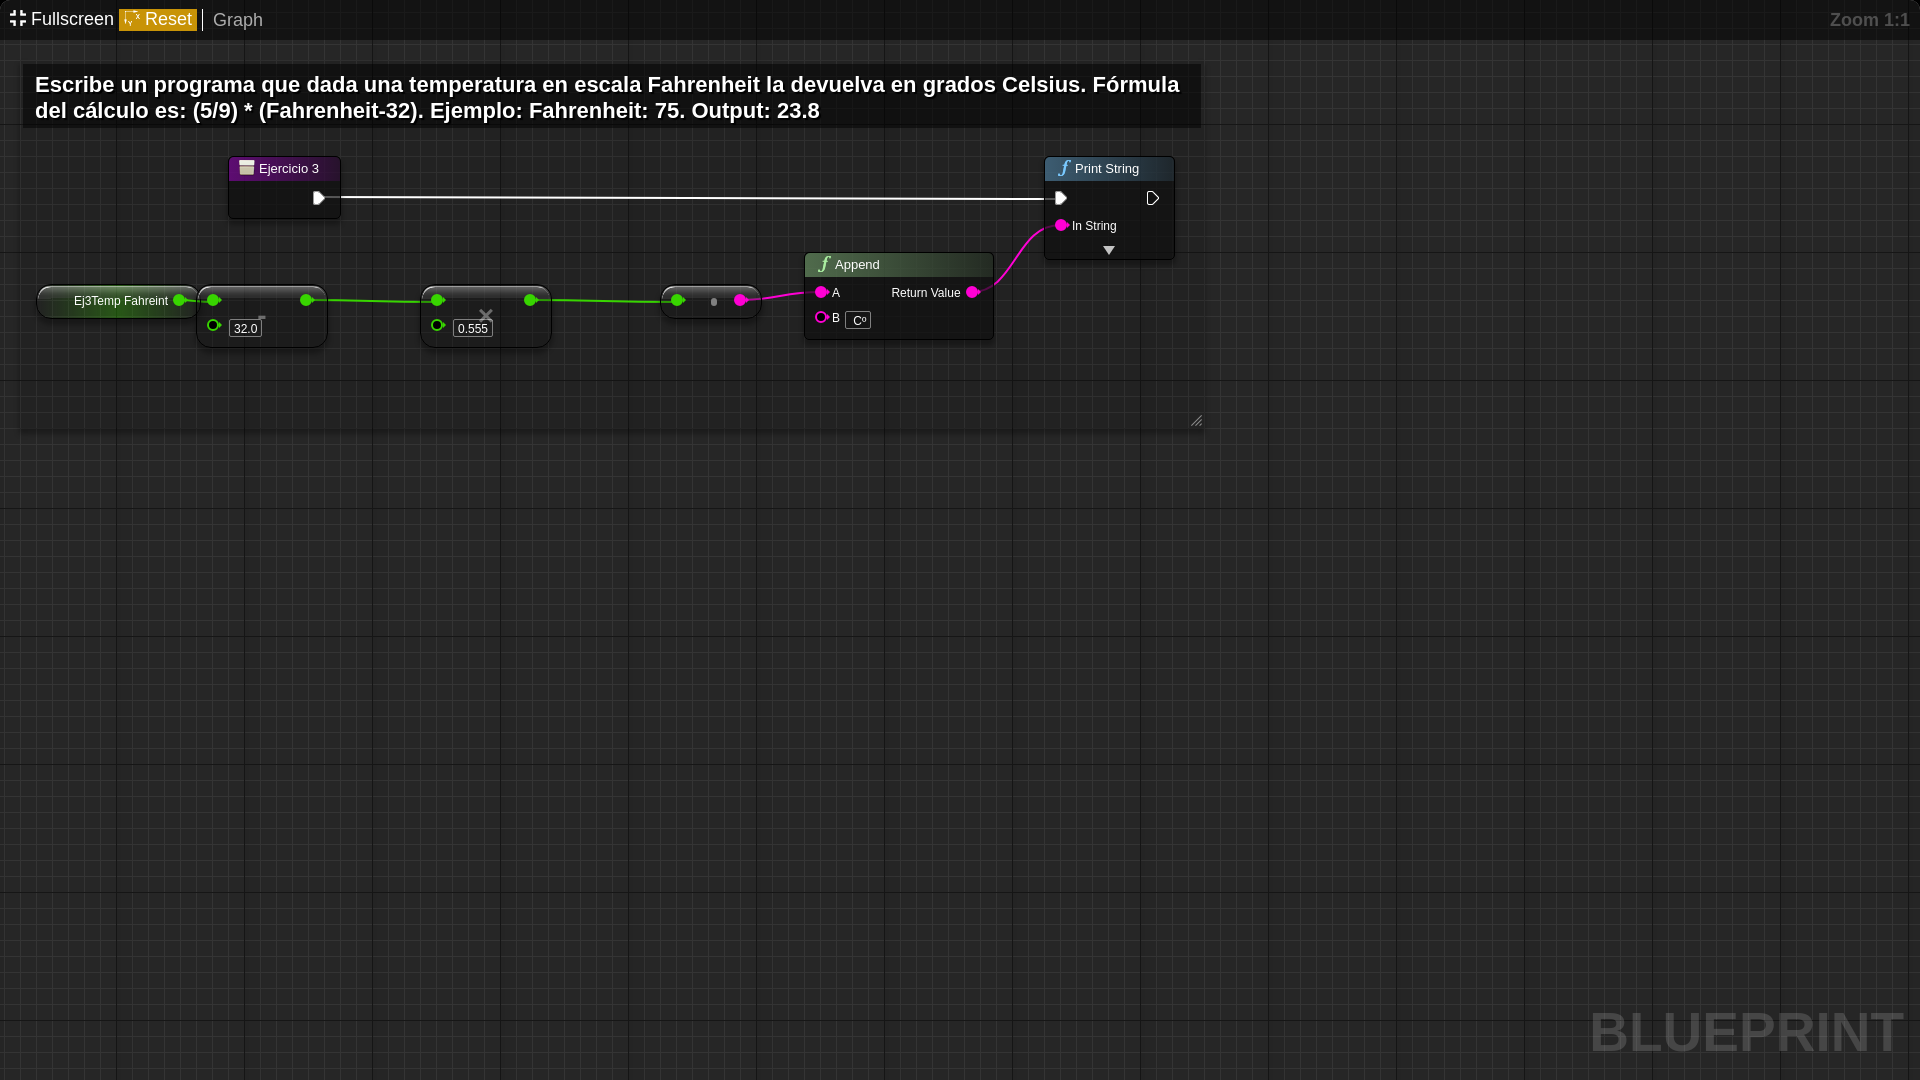 Fullscreen Reset Graph Zoom 1:1
Escribe un programa que dada una temperatura en escala Fahrenheit la devuelva en grados Celsius. Fórmula
del cálculo es: (5/9) * (Fahrenheit-32). Ejemplo: Fahrenheit: 75. Output: 23.8
Ejercicio 3
Print String
In String
Append
Ej3Temp Fahreint
A Return Value
B Cº
32.0
0.555
BLUEPRINT